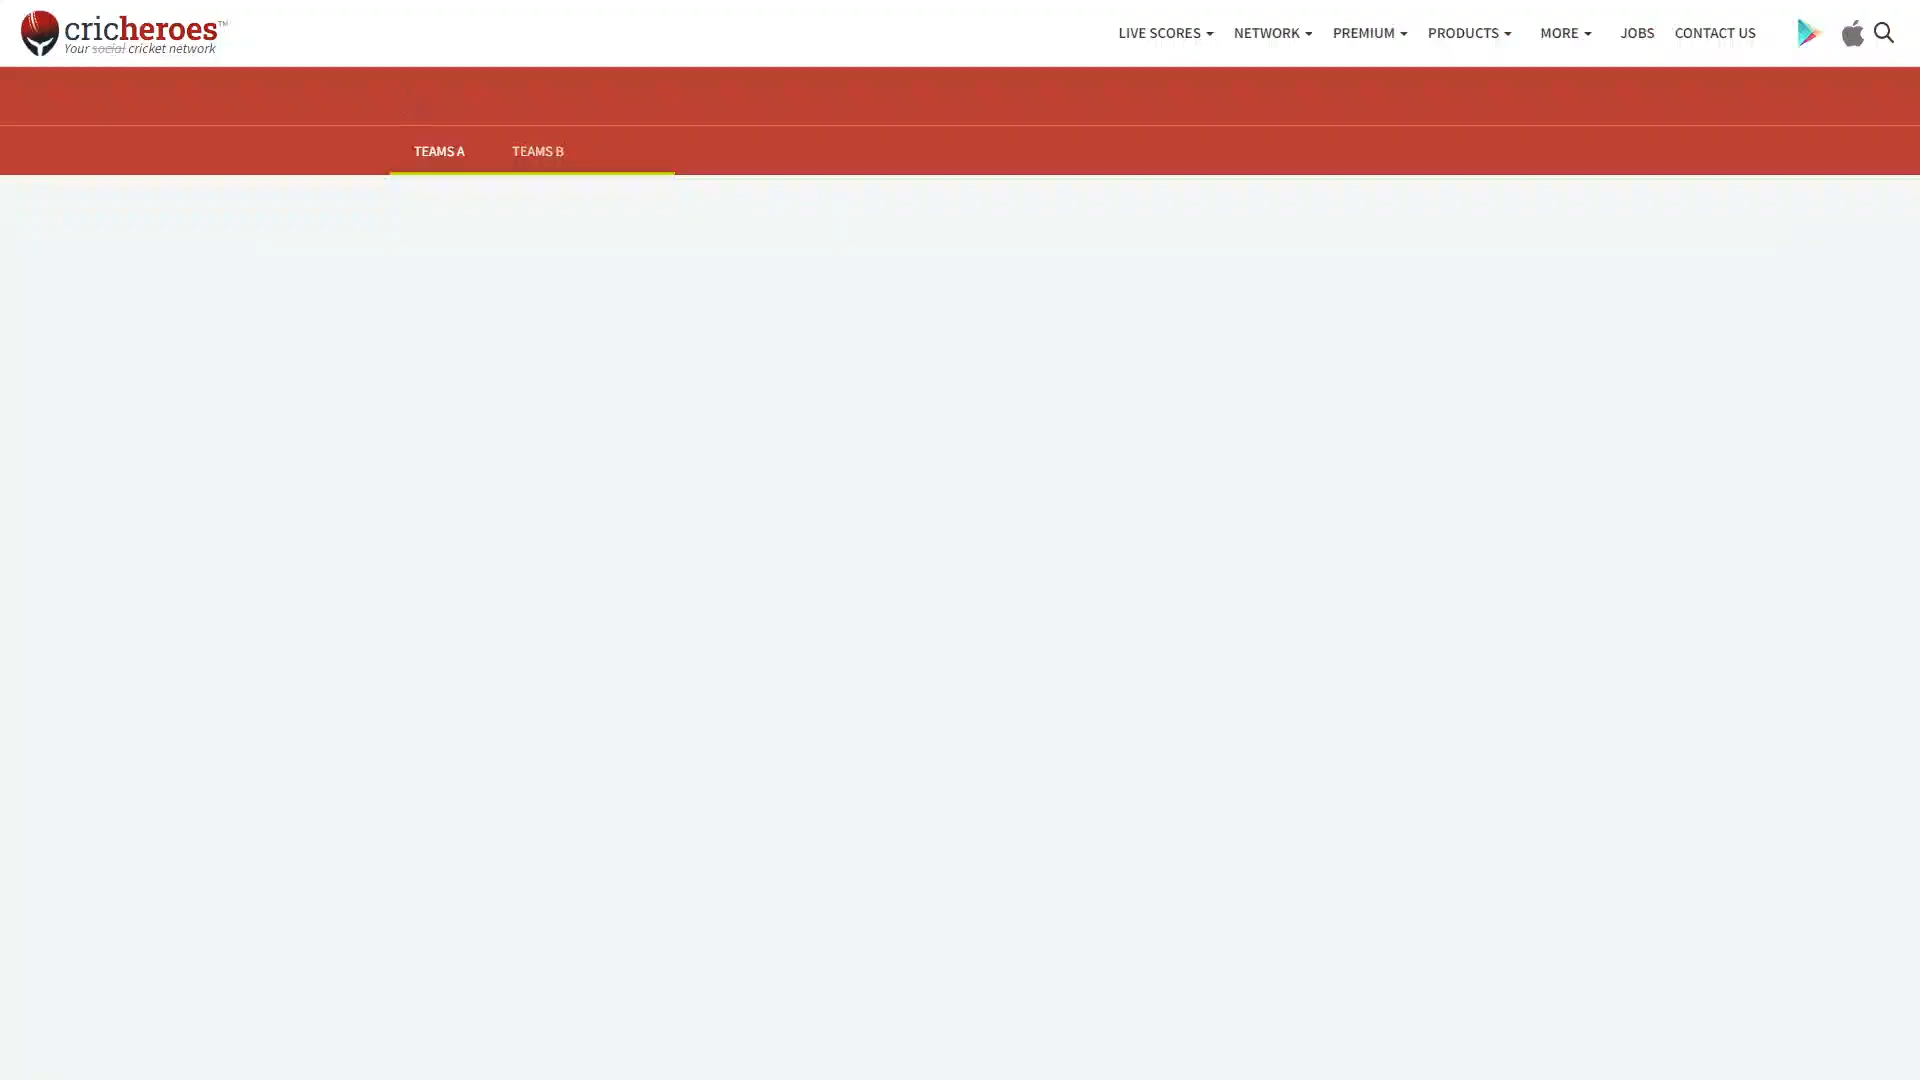 cricheroes™
Your social cricket network
LIVE SCORES
NETWORK
PREMIUM
PRODUCTS
MORE
JOBS
CONTACT US
TEAMS A
TEAMS B